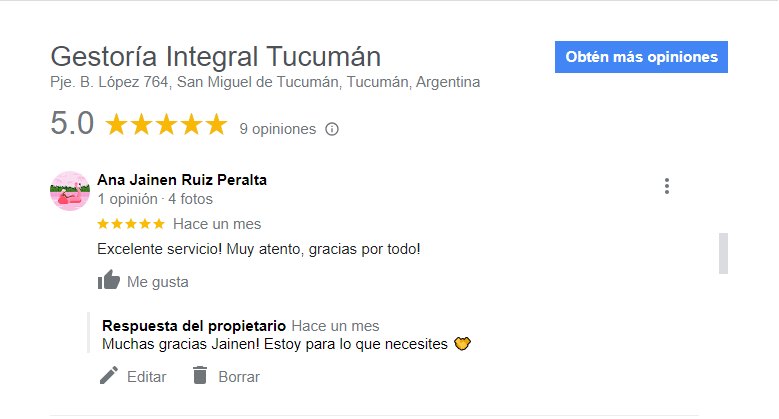 Gestoría Integral Tucumán
Obtén más opiniones
Pje. B. López 764, San Miguel de Tucumán, Tucumán, Argentina
5.0 9 opiniones
Ana Jainen Ruiz Peralta
1 opinión · 4 fotos
Hace un mes
Excelente servicio! Muy atento, gracias por todo!
Me gusta
Respuesta del propietario Hace un mes
Muchas gracias Jainen! Estoy para lo que necesites
Editar Borrar